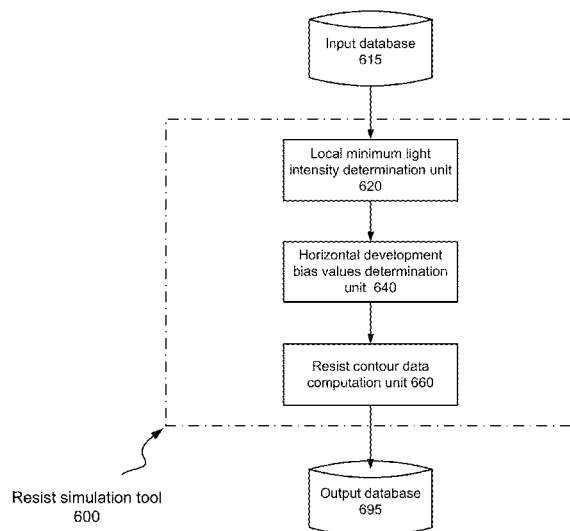 Input database
615
Local minimum light
intensity determination unit
620
Horizontal development
bias values determination
unit 640
Resist contour data
computation unit 660
Resist simulation tool
600
Output database
695